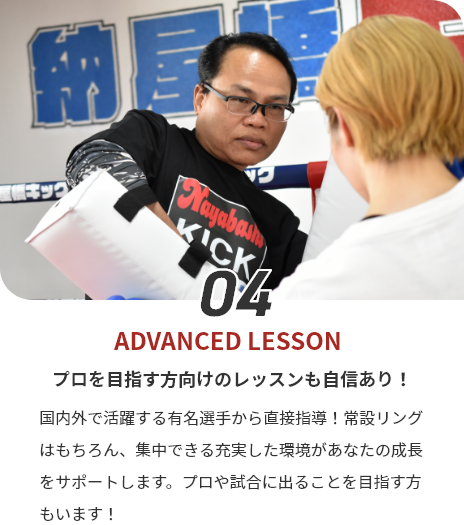 納屋橋
屋橋キック
Nayabashi
KICK
04
ADVANCED LESSON
プロを目指す方向けのレッスンも自信あり！
国内外で活躍する有名選手から直接指導！常設リング
はもちろん、集中できる充実した環境があなたの成長
をサポートします。プロや試合に出ることを目指す方
もいます！